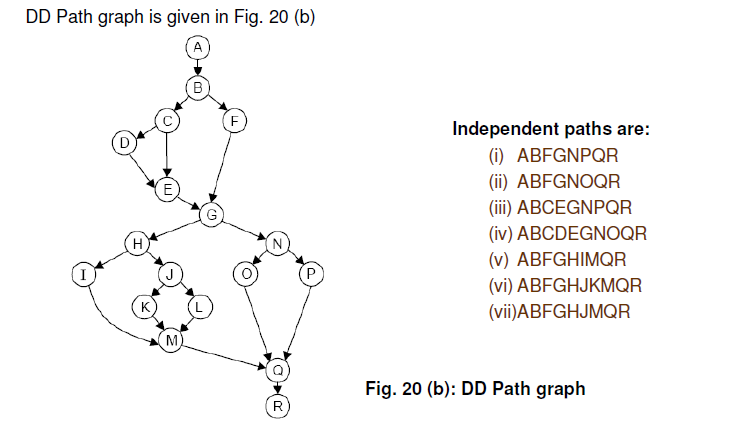 DD Path graph is given in Fig. 20 (b)
A
B
C
F
D
E
G
H
N
I
J
O
P
K
L
M
Q
R
Independent paths are:
(i) ABFGNPQR
(ii) ABFGNOQR
(iii) ABCEGNPQR
(iv) ABCDEGNOQR
(v) ABFGHIMQR
(vi) ABFGHJKMQR
(vii)ABFGHJMQR
Fig. 20 (b): DD Path graph